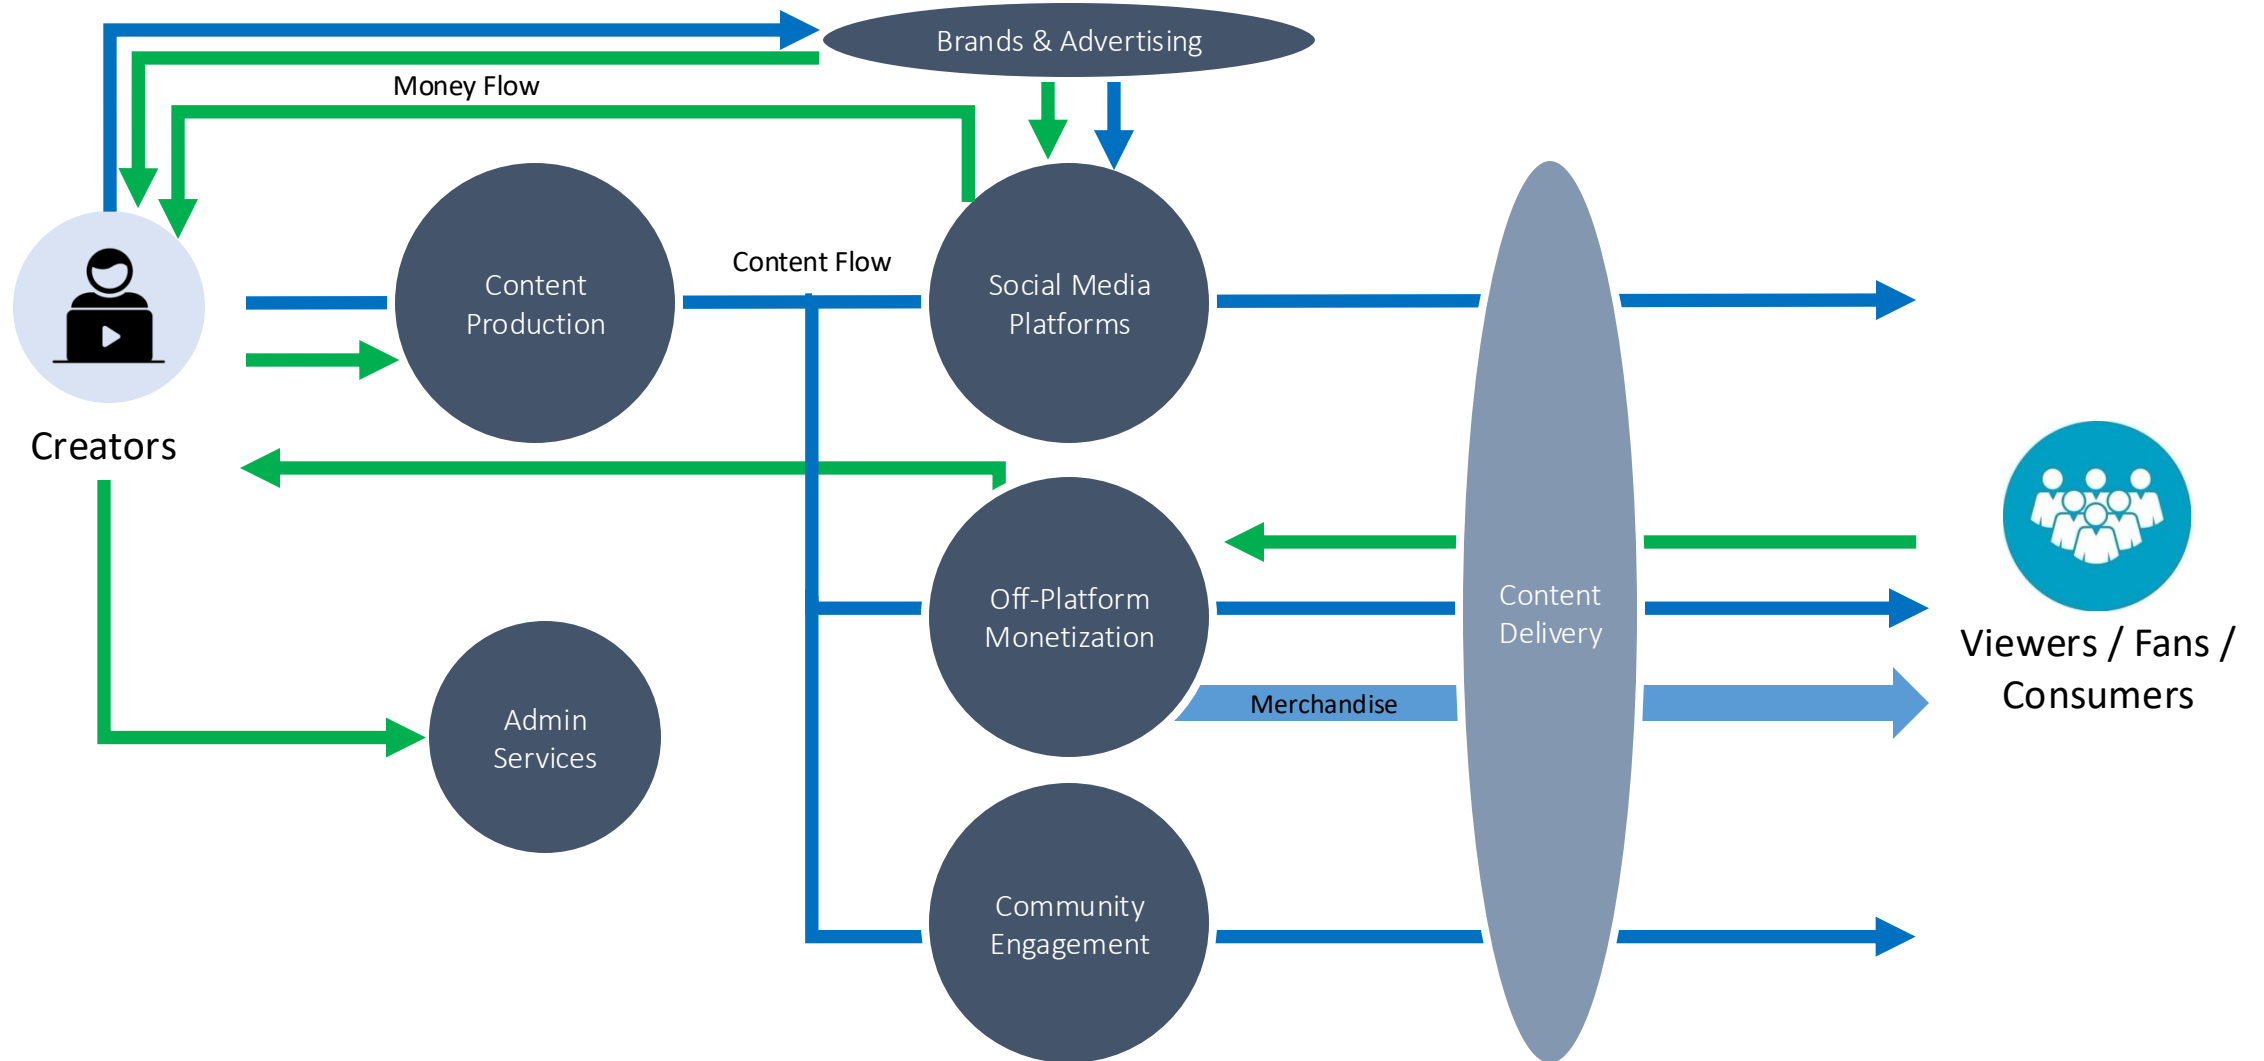 Brands & Advertising
Money Flow
Content Flow
Content
Production
Social Media
Platforms
Creators
Off-Platform
Monetization
Content
Delivery
Viewers / Fans /
Consumers
Merchandise
Admin
Services
Community
Engagement